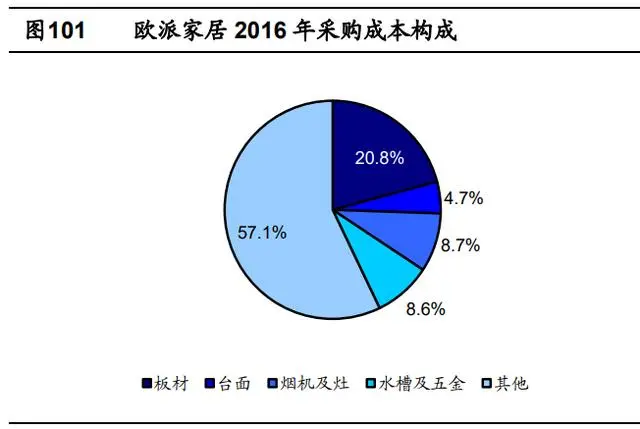 图101 欧派家居 2016 年采购成本构成
20.8%
4.7%
8.7%
8.6%
57.1%
板材 台面 烟机及灶 水槽及五金 其他